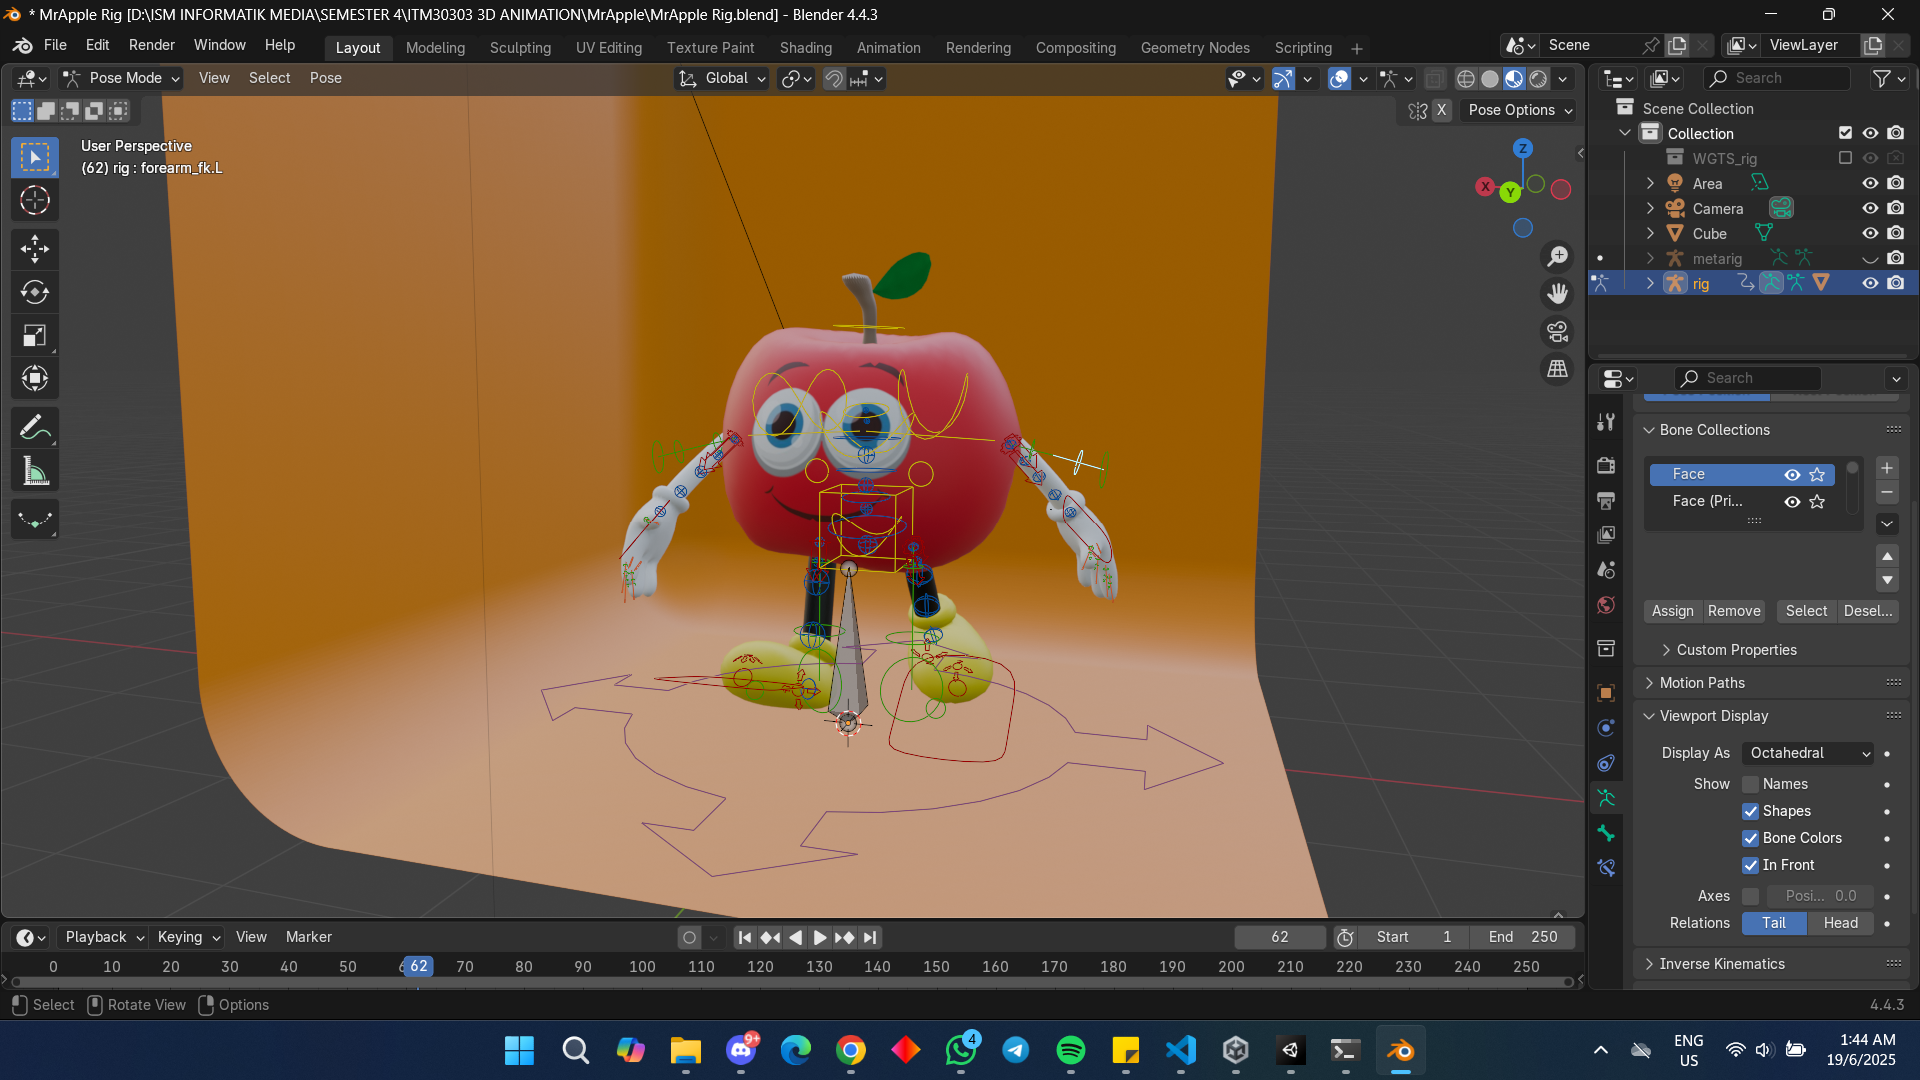 * MrApple Rig [D:\ISM INFORMATIK MEDIA\SEMESTER 4\ITM30303 3D ANIMATION\MrApple\MrApple Rig.blend] - Blender 4.4.3
File Edit Render Window Help Layout Modeling Sculpting UV Editing Texture Paint Shading Animation Rendering Compositing Geometry Nodes Scripting + Scene ViewLayer
Pose Mode View Select Pose Global Search
X Pose Options
User Perspective
(62) rig : forearm_fk.L
Z
X
Y
Scene Collection
Collection
WGTS_rig
Area
Camera
Cube
metarig
rig
Search
Bone Collections
Face
Face (Pri...
Assign Remove Select Desel...
Custom Properties
Motion Paths
Viewport Display
Display As Octahedral
Show Names
Shapes
Bone Colors
In Front
Axes Posi... 0.0
Relations Tail Head
Inverse Kinematics
Playback Keying View Marker 62 Start 1 End 250
0 10 20 30 40 50 62 70 80 90 100 110 120 130 140 150 160 170 180 190 200 210 220 230 240 250
Select Rotate View Options 4.4.3
9+ 4 ENG
US
1:44 AM
19/6/2025